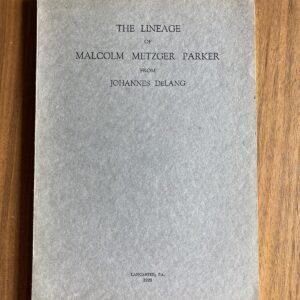 THE LINEAGE
OF
MALCOLM METZGER PARKER
FROM
JOHANNES DELANG
LANCASTER, PA.